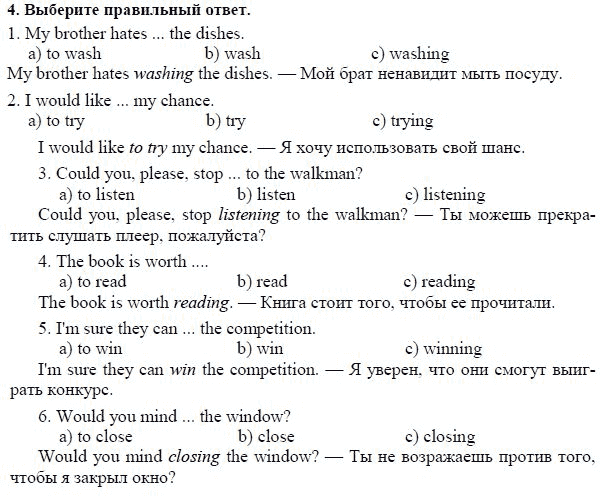 4. Выберите правильный ответ.
1. My brother hates ... the dishes.
a) to wash b) wash c) washing
My brother hates washing the dishes. — Мой брат ненавидит мыть посуду.
2. I would like ... my chance.
a) to try b) try c) trying
I would like to try my chance. — Я хочу использовать свой шанс.
3. Could you, please, stop ... to the walkman?
a) to listen b) listen c) listening
Could you, please, stop listening to the walkman? — Ты можешь прекра-
тить слушать плеер, пожалуйста?
4. The book is worth ....
a) to read b) read c) reading
The book is worth reading. — Книга стоит того, чтобы ее прочитали.
5. I'm sure they can ... the competition.
a) to win b) win c) winning
I'm sure they can win the competition. — Я уверен, что они смогут выиг-
рать конкурс.
6. Would you mind ... the window?
a) to close b) close c) closing
Would you mind closing the window? — Ты не возражаешь против того,
чтобы я закрыл окно?